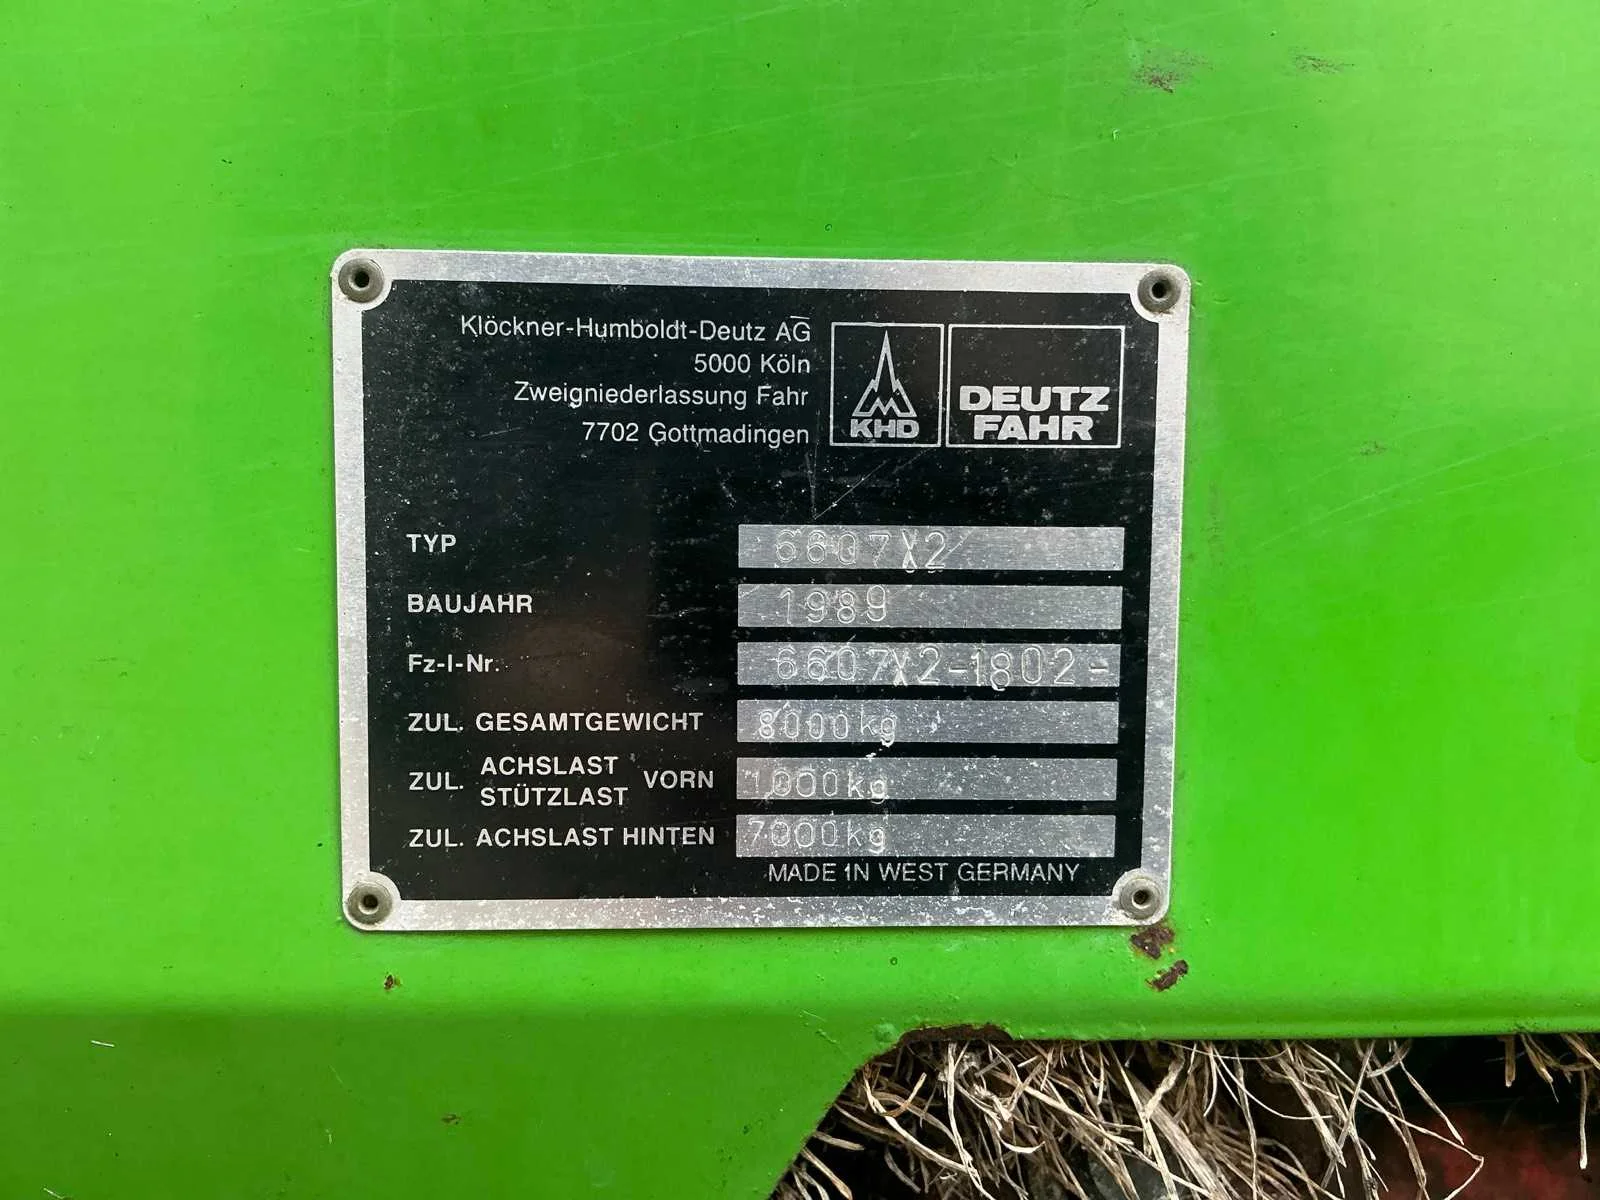 Klöckner-Humboldt-Deutz AG
5000 Köln
Zweigniederlassung Fahr
7702 Gottmadingen
KHD
DEUTZ
FAHR
TYP 6607X2
BAUJAHR 1989
Fz-I-Nr. 6607X2-1802-
ZUL. GESAMTGEWICHT 8000kg
ZUL. ACHSLAST STÜTZLAST VORN 1000kg
ZUL. ACHSLAST HINTEN 7000kg
MADE IN WEST GERMANY